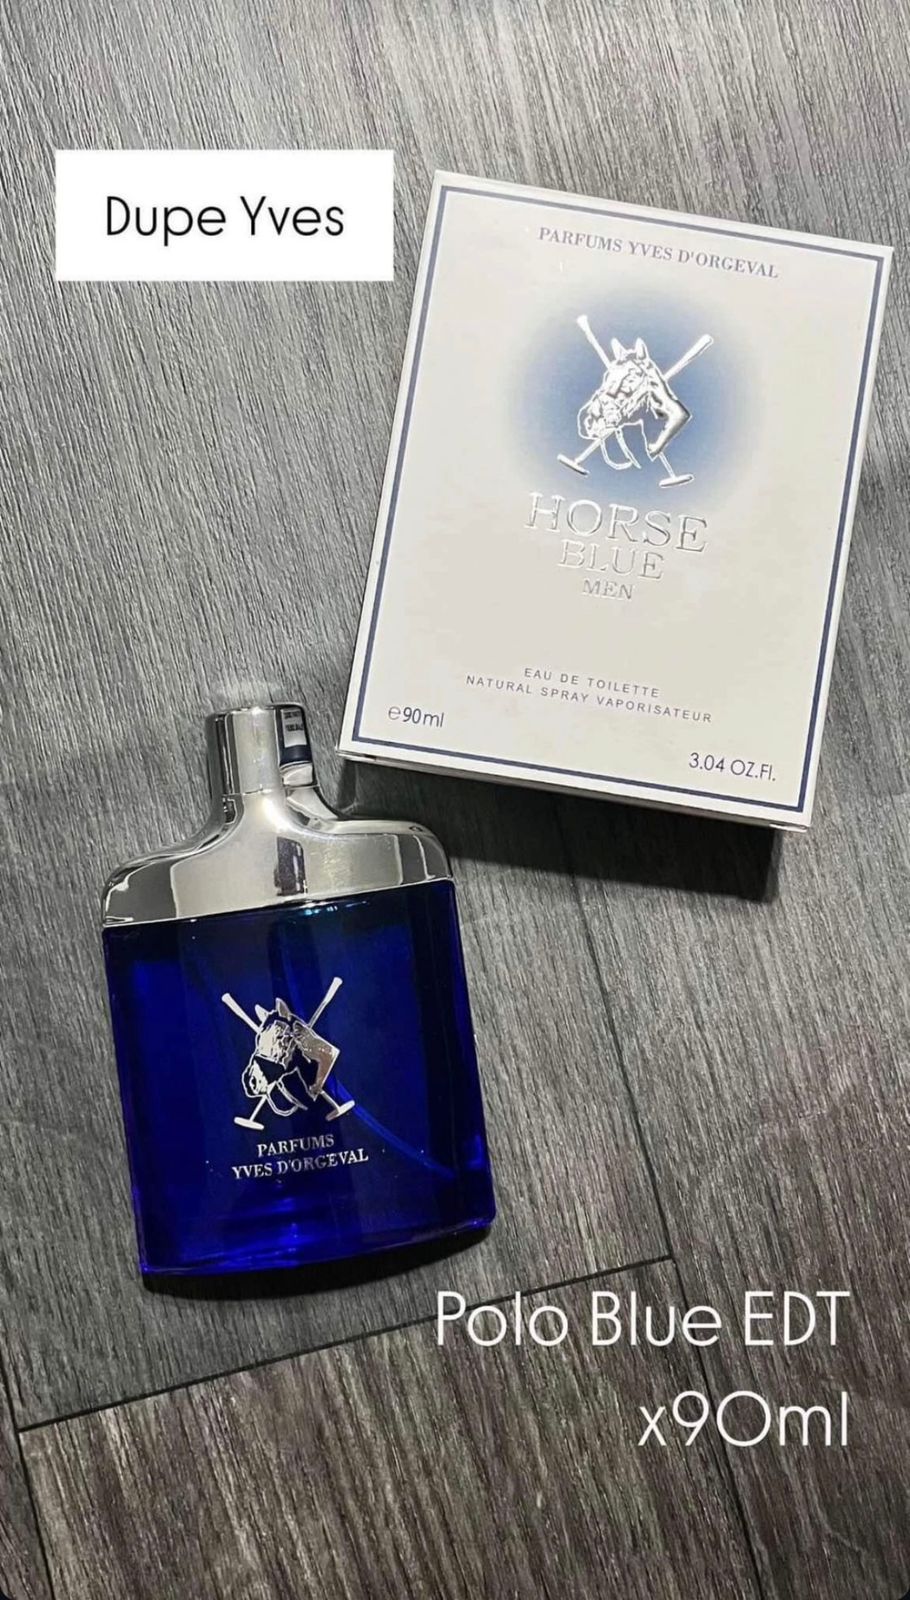 Dupe Yves
PARFUMS YVES D'ORGEVAL
HORSE
BLUE
MEN
EAU DE TOILETTE
NATURAL SPRAY VAPORISATEUR
℮90ml
3.04 OZ.Fl.
PARFUMS
YVES D'ORGEVAL
Polo Blue EDT
x90ml